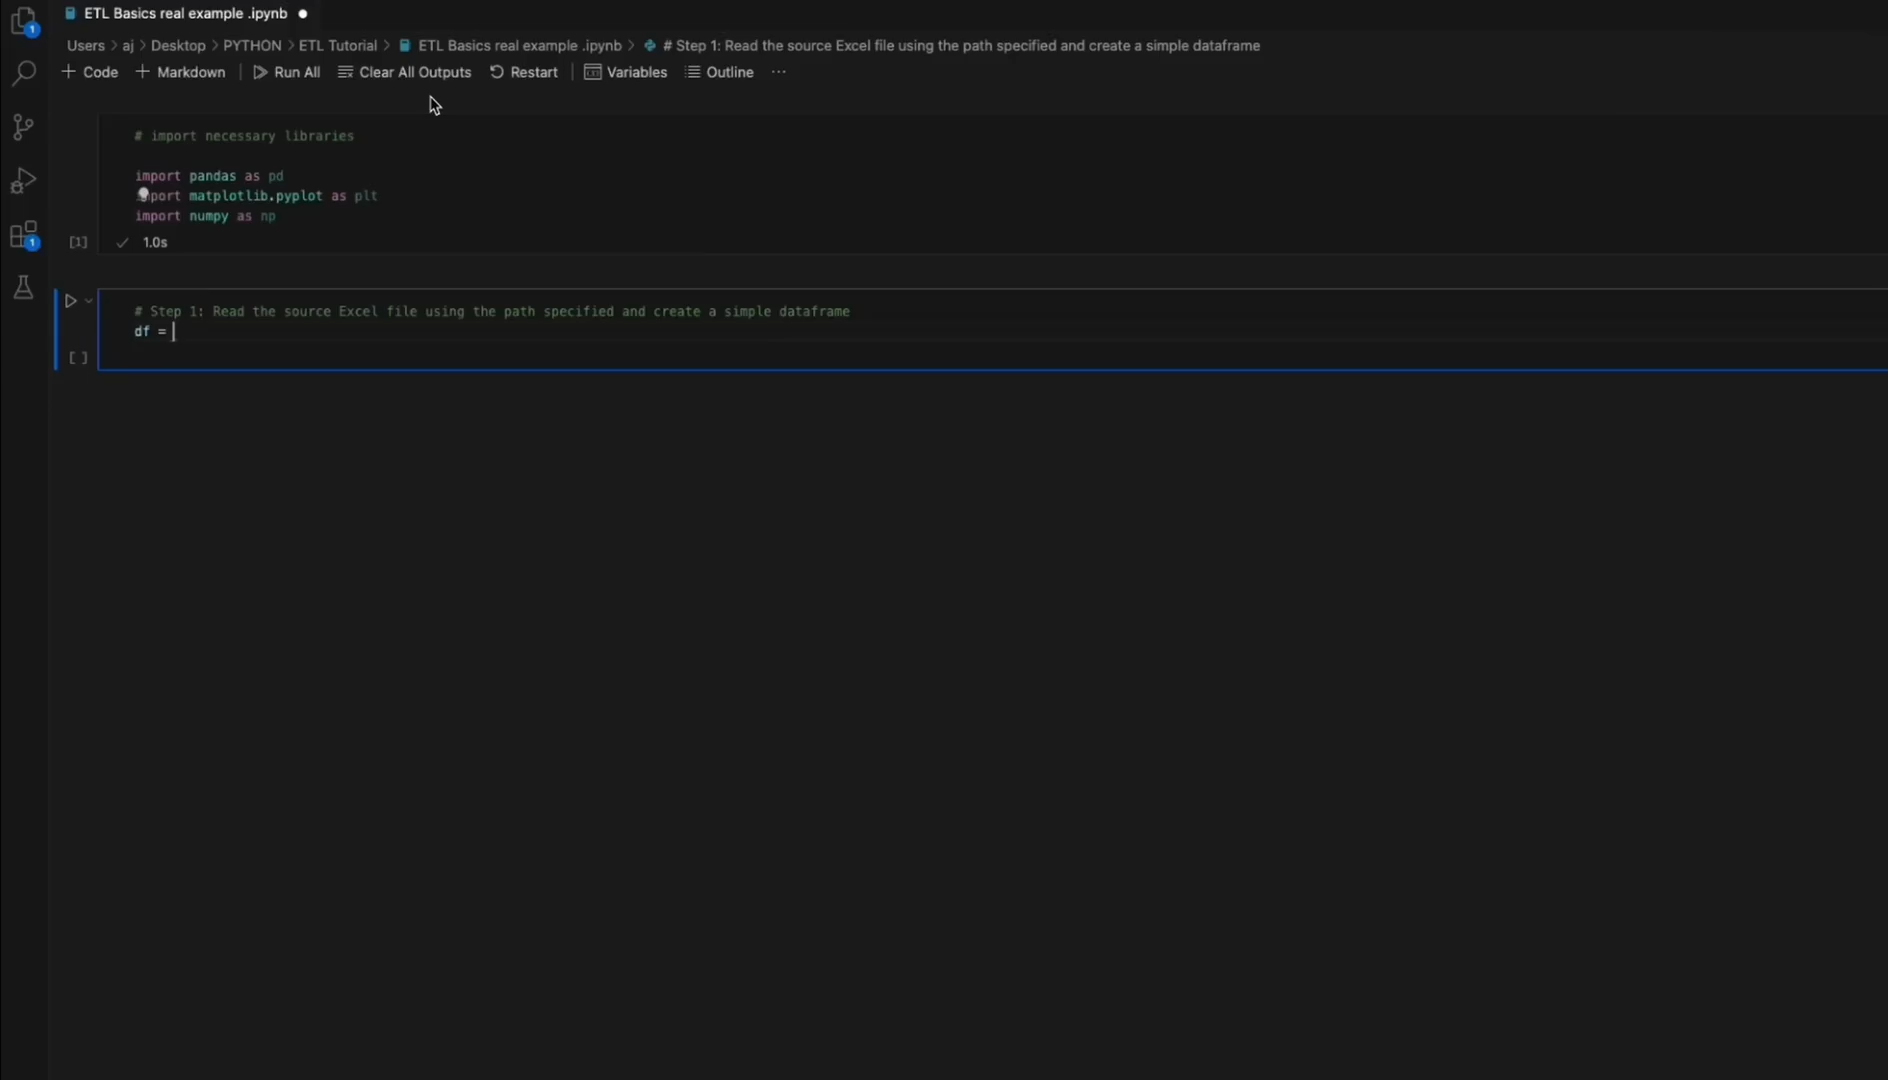 ETL Basics real example .ipynb
Users > aj > Desktop > PYTHON > ETL Tutorial > ETL Basics real example .ipynb > # Step 1: Read the source Excel file using the path specified and create a simple dataframe
+ Code + Markdown | Run All Clear All Outputs Restart | Variables Outline ...
# import necessary libraries
import pandas as pd
import matplotlib.pyplot as plt
import numpy as np
[1] ✓ 1.0s
# Step 1: Read the source Excel file using the path specified and create a simple dataframe
df =
[ ]
1
1